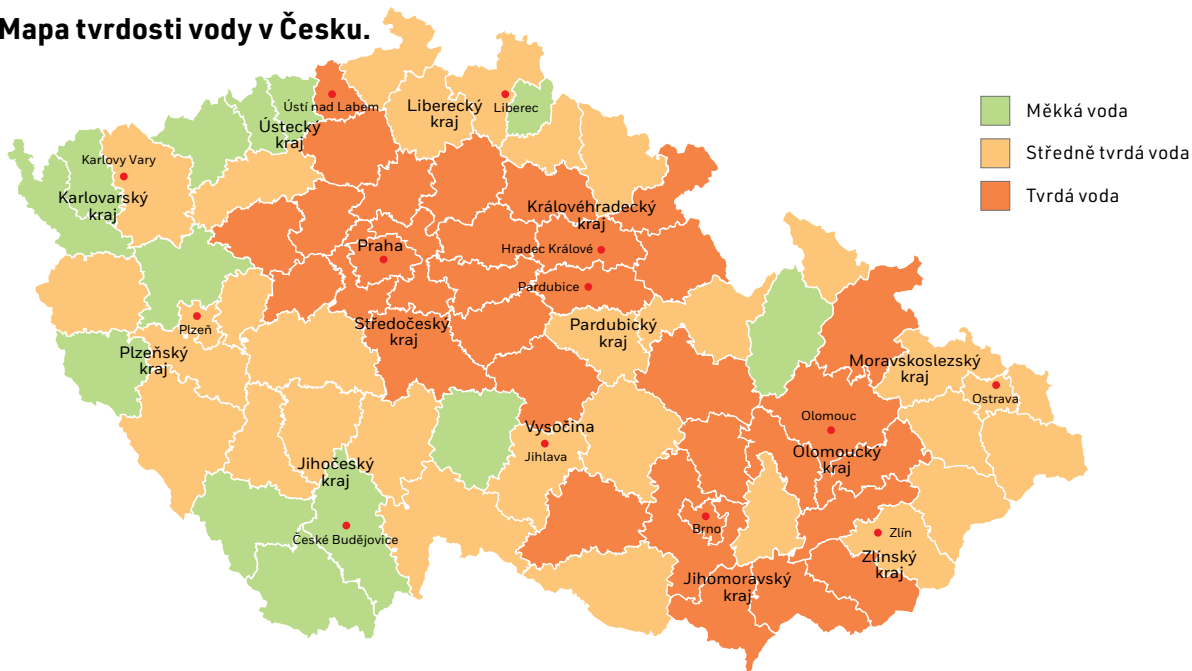 Mapa tvrdosti vody v Česku.
Měkká voda
Středně tvrdá voda
Tvrdá voda
Ústí nad Labem
Ústecký
kraj
Liberecký
kraj
Liberec
Karlovy Vary
Karlovarský
kraj
Královéhradecký
kraj
Hradec Králové
Praha
Pardubice
Plzeň
Plzeňský
kraj
Středočeský
kraj
Pardubický
kraj
Moravskoslezský
kraj
Ostrava
Olomouc
Olomoucký
kraj
Vysočina
Jihlava
Jihočeský
kraj
České Budějovice
Brno
Zlín
Zlínský
kraj
Jihomoravský
kraj